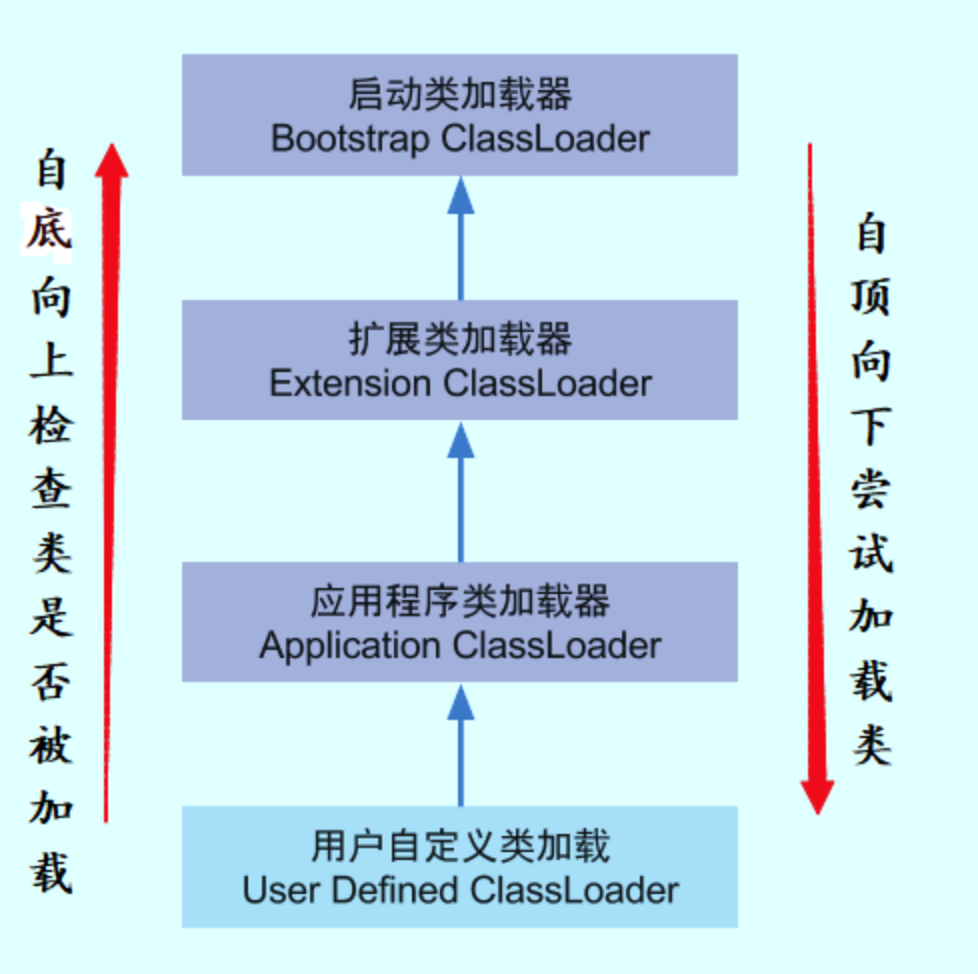 启动类加载器
Bootstrap ClassLoader
自底向上检查类是否被加载
自顶向下尝试加载类
扩展类加载器
Extension ClassLoader
应用程序类加载器
Application ClassLoader
用户自定义类加载
User Defined ClassLoader